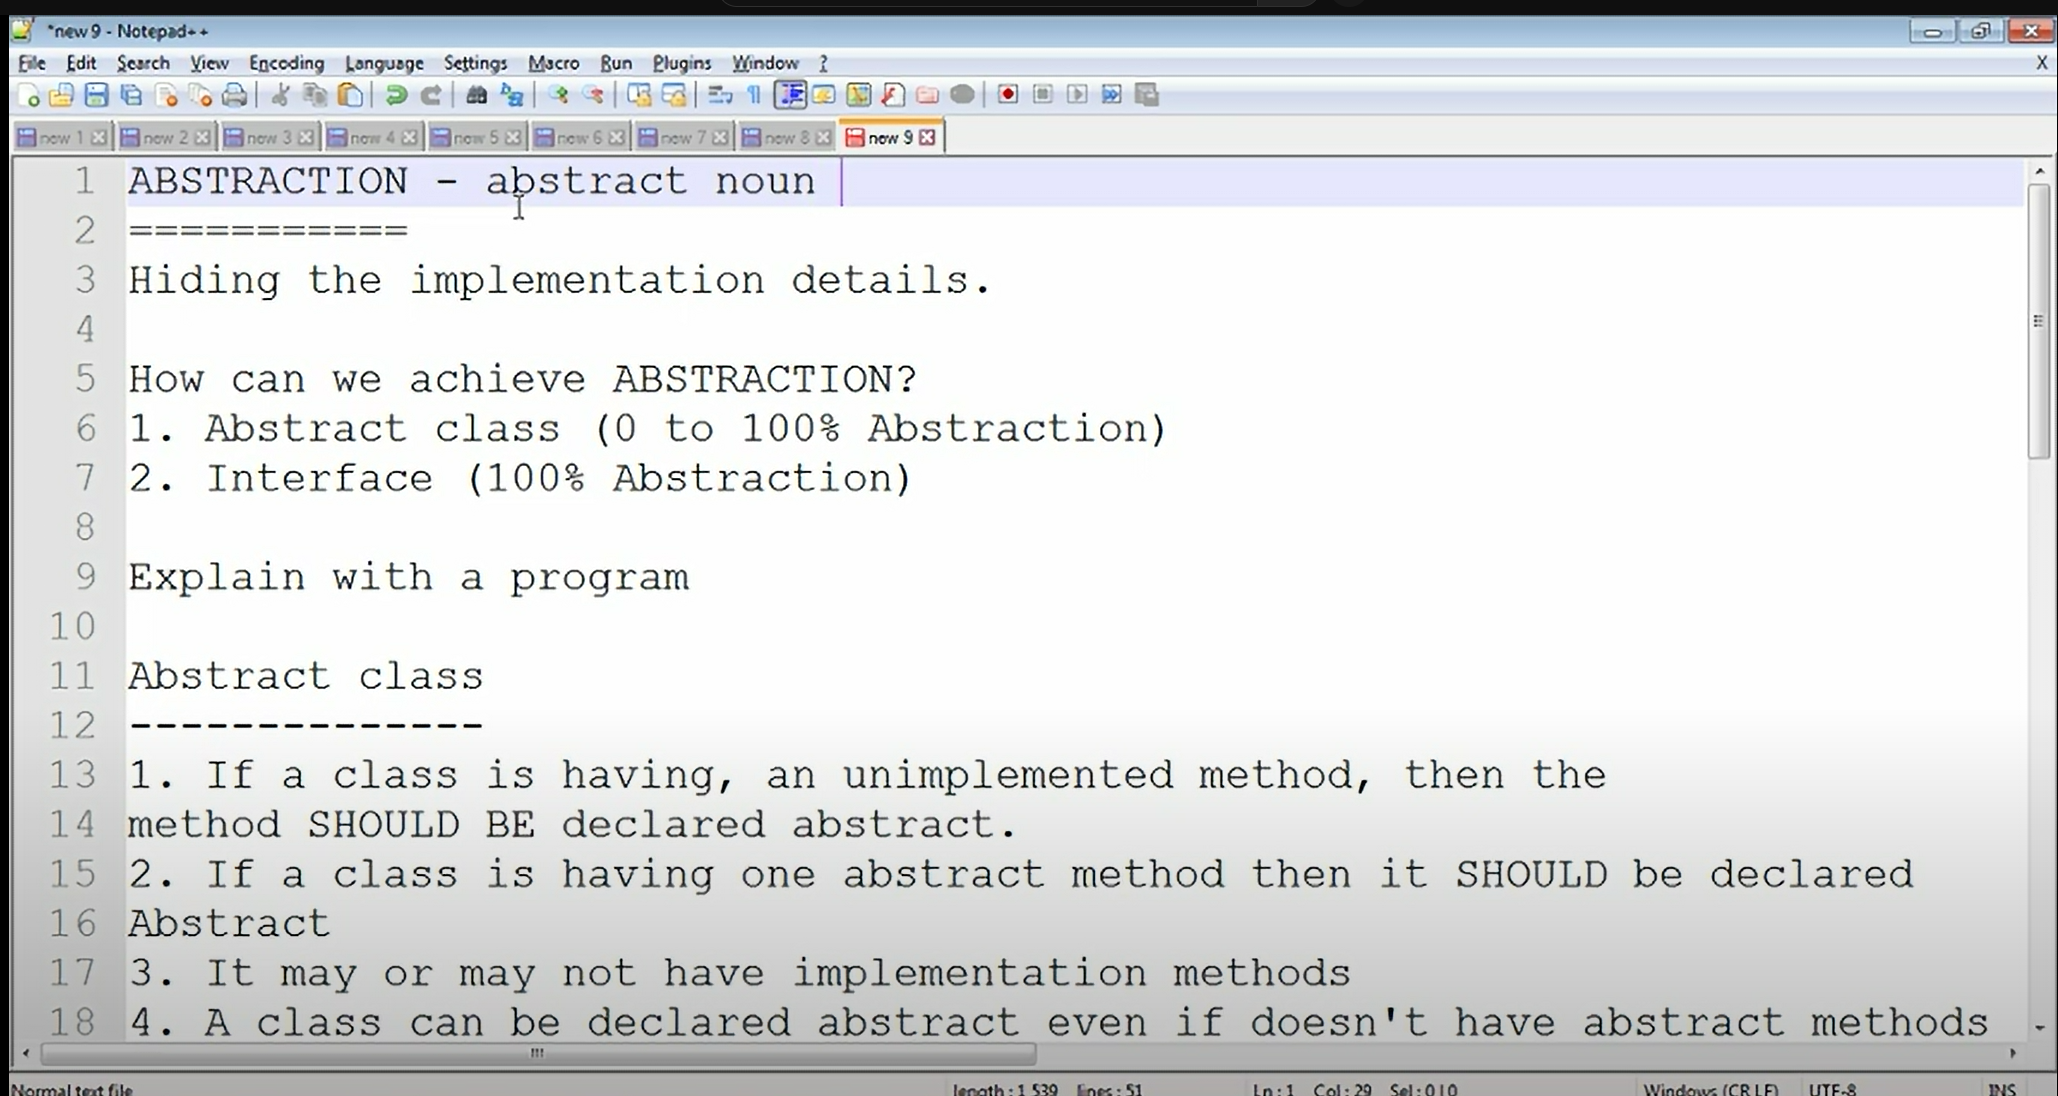 *new 9 - Notepad++
File Edit Search View Encoding Language Settings Macro Run Plugins Window ? X
new 1 new 2 new 3 new 4 new 5 new 6 new 7 new 8 new 9
1 ABSTRACTION - abstract noun
2 ===========
3 Hiding the implementation details.
4
5 How can we achieve ABSTRACTION?
6 1. Abstract class (0 to 100% Abstraction)
7 2. Interface (100% Abstraction)
8
9 Explain with a program
10
11 Abstract class
12 --------------
13 1. If a class is having, an unimplemented method, then the
14 method SHOULD BE declared abstract.
15 2. If a class is having one abstract method then it SHOULD be declared
16 Abstract
17 3. It may or may not have implementation methods
18 4. A class can be declared abstract even if doesn't have abstract methods
Normal text file length : 1,539 lines : 51 Ln : 1 Col : 29 Sel : 0 | 0 Windows (CR LF) UTF-8 INS